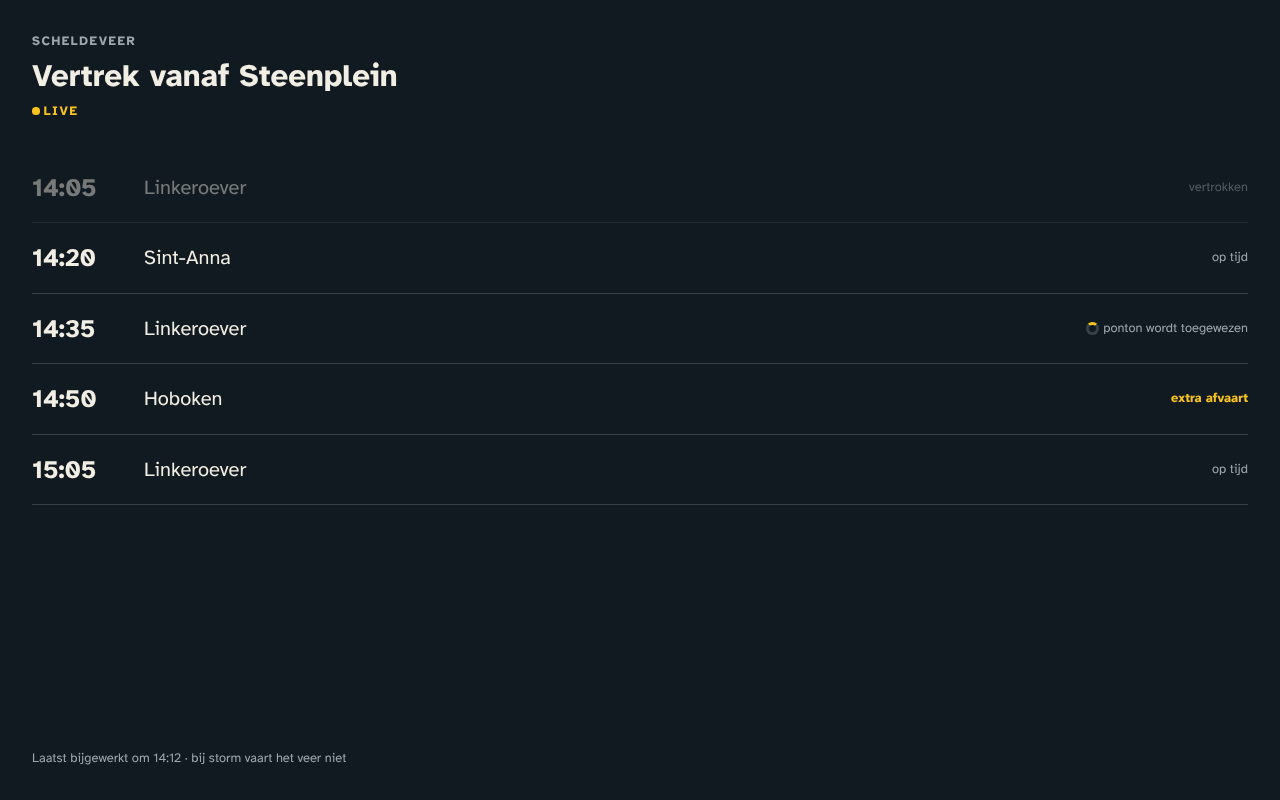 SCHELDEVEER
Vertrek vanaf Steenplein
LIVE
14:05 Linkeroever vertrokken
14:20 Sint-Anna op tijd
14:35 Linkeroever ponton wordt toegewezen
14:50 Hoboken extra afvaart
15:05 Linkeroever op tijd
Laatst bijgewerkt om 14:12 · bij storm vaart het veer niet